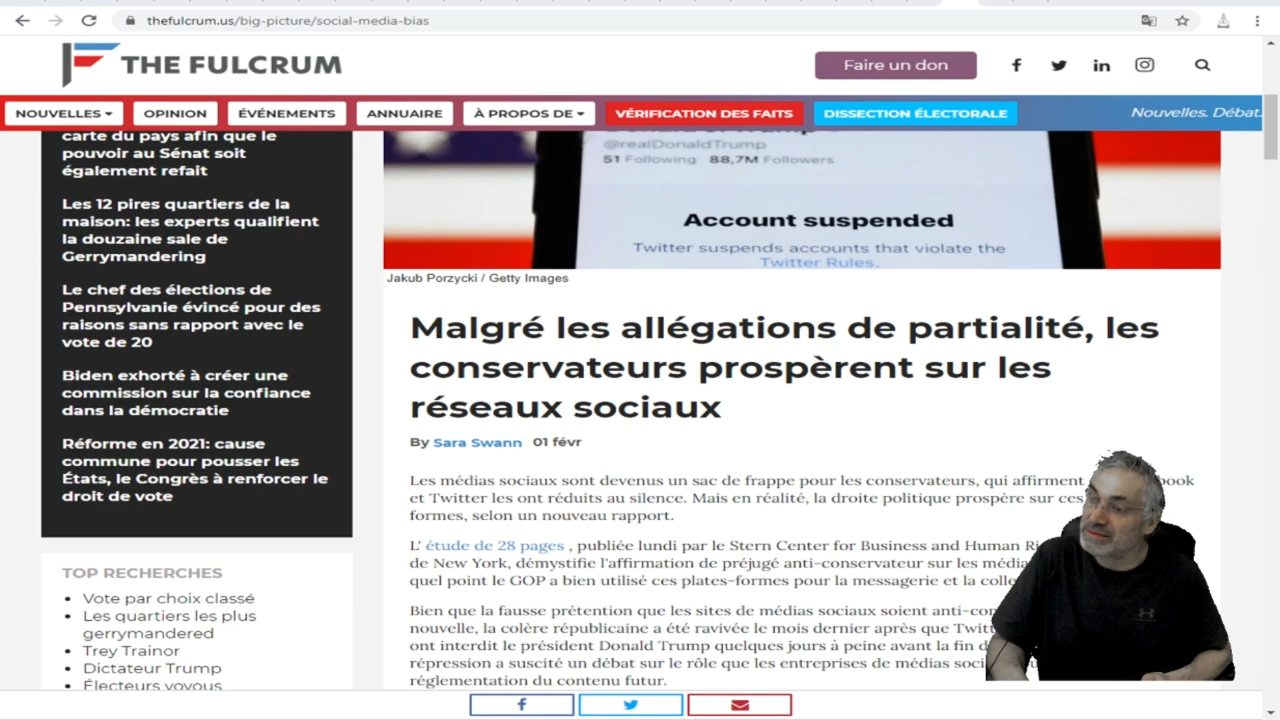 thefulcrum.us/big-picture/social-media-bias
THE FULCRUM
Faire un don
NOUVELLES
OPINION
ÉVÉNEMENTS
ANNUAIRE
À PROPOS DE
VÉRIFICATION DES FAITS
DISSECTION ÉLECTORALE
Nouvelles. Débat.
carte du pays afin que le
pouvoir au Sénat soit
également refait
Les 12 pires quartiers de la
maison: les experts qualifient
la douzaine sale de
Gerrymandering
Le chef des élections de
Pennsylvanie évincé pour des
raisons sans rapport avec le
vote de 20
Biden exhorté à créer une
commission sur la confiance
dans la démocratie
Réforme en 2021: cause
commune pour pousser les
États, le Congrès à renforcer le
droit de vote
TOP RECHERCHES
Vote par choix classé
Les quartiers les plus
gerrymandered
Trey Trainor
Dictateur Trump
Électeurs voyous
@realDonaldTrump
51 Following 88,7M Followers
Account suspended
Twitter suspends accounts that violate the
Twitter Rules.
Jakub Porzycki / Getty Images
Malgré les allégations de partialité, les
conservateurs prospèrent sur les
réseaux sociaux
By Sara Swann 01 févr
Les médias sociaux sont devenus un sac de frappe pour les conservateurs, qui affirment
et Twitter les ont réduits au silence. Mais en réalité, la droite politique prospère sur ces
formes, selon un nouveau rapport.
L' étude de 28 pages , publiée lundi par le Stern Center for Business and Human
de New York, démystifie l'affirmation de préjugé anti-conservateur sur les
quel point le GOP a bien utilisé ces plates-formes pour la messagerie et la
Bien que la fausse prétention que les sites de médias sociaux soient
nouvelle, la colère républicaine a été ravivée le mois dernier après que
ont interdit le président Donald Trump quelques jours à peine avant la fin
répression a suscité un débat sur le rôle que les entreprises de médias
réglementation du contenu futur.